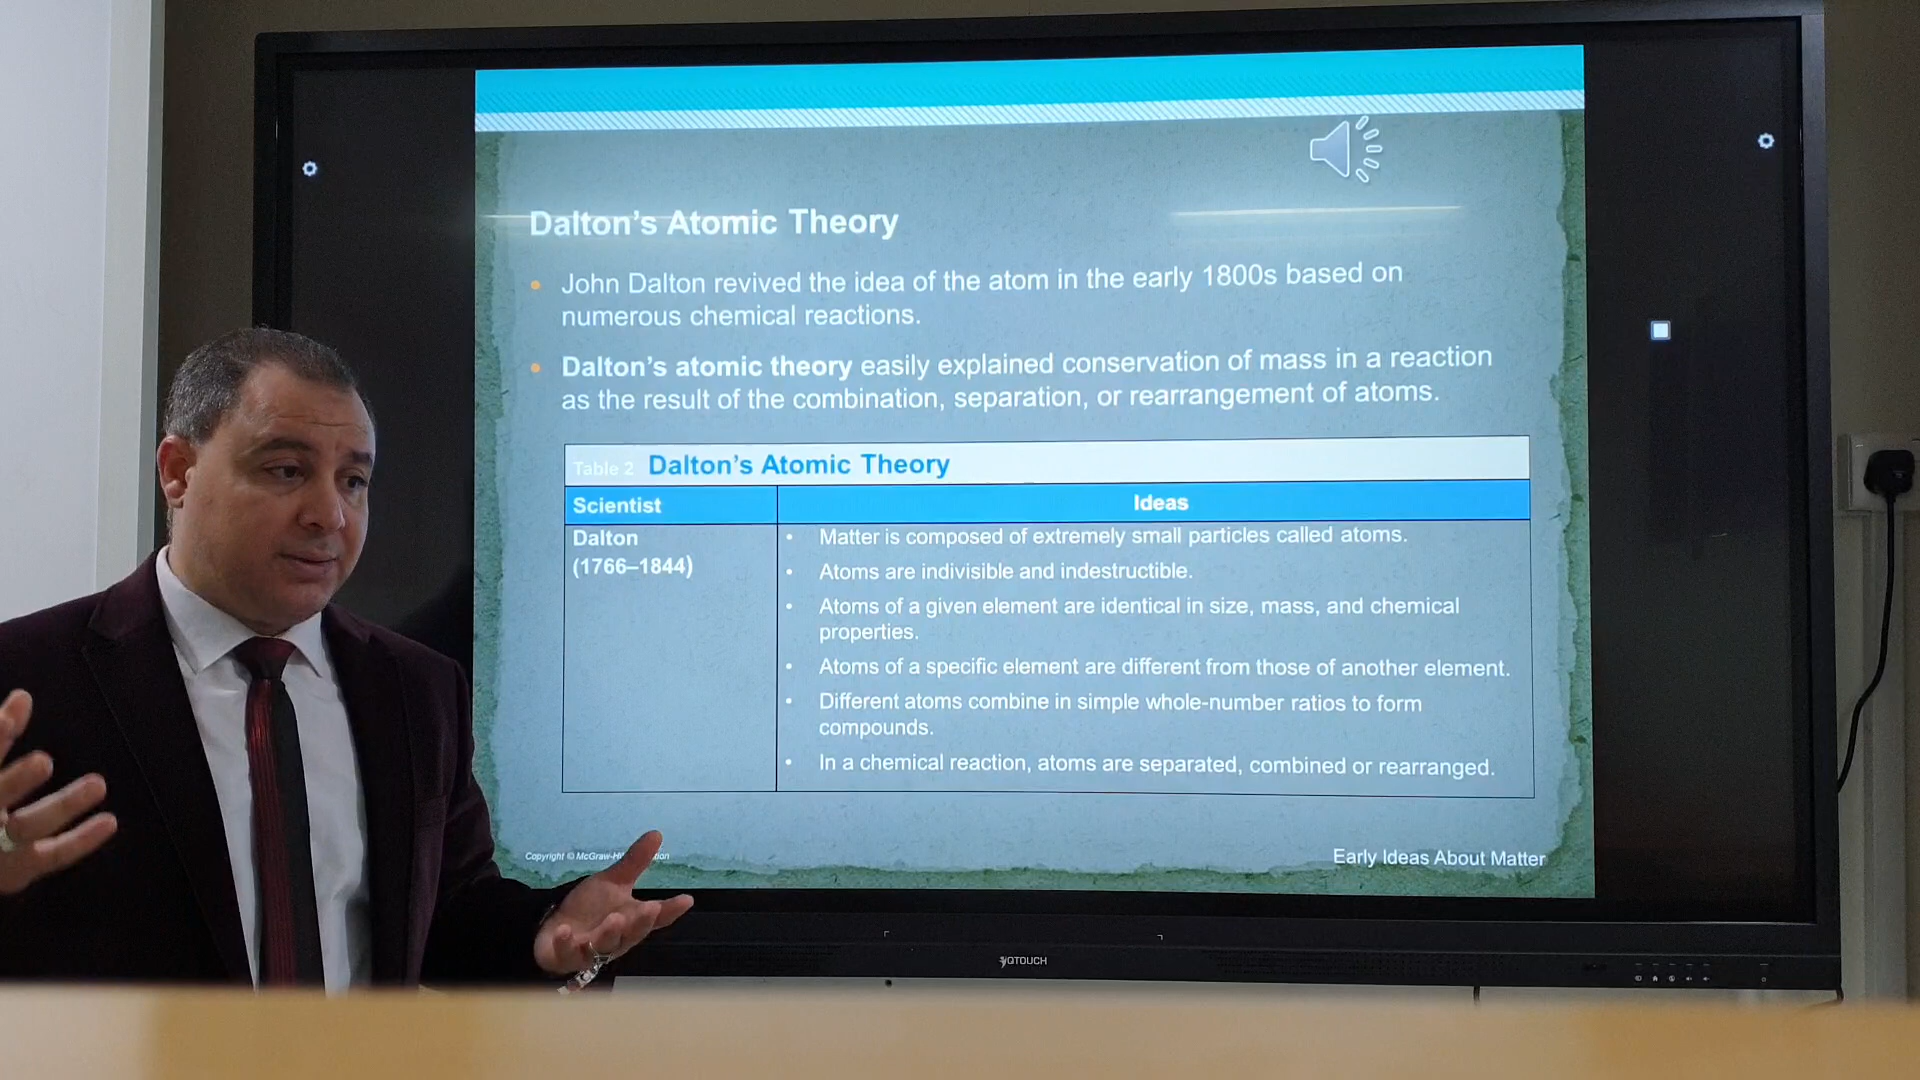 Dalton’s Atomic Theory
• John Dalton revived the idea of the atom in the early 1800s based on
numerous chemical reactions.
• Dalton’s atomic theory easily explained conservation of mass in a reaction
as the result of the combination, separation, or rearrangement of atoms.
Table 2 Dalton’s Atomic Theory
Scientist Ideas
Dalton
(1766–1844)
• Matter is composed of extremely small particles called atoms.
• Atoms are indivisible and indestructible.
• Atoms of a given element are identical in size, mass, and chemical
properties.
• Atoms of a specific element are different from those of another element.
• Different atoms combine in simple whole-number ratios to form
compounds.
• In a chemical reaction, atoms are separated, combined or rearranged.
Copyright © Early Ideas About Matter
QTOUCH